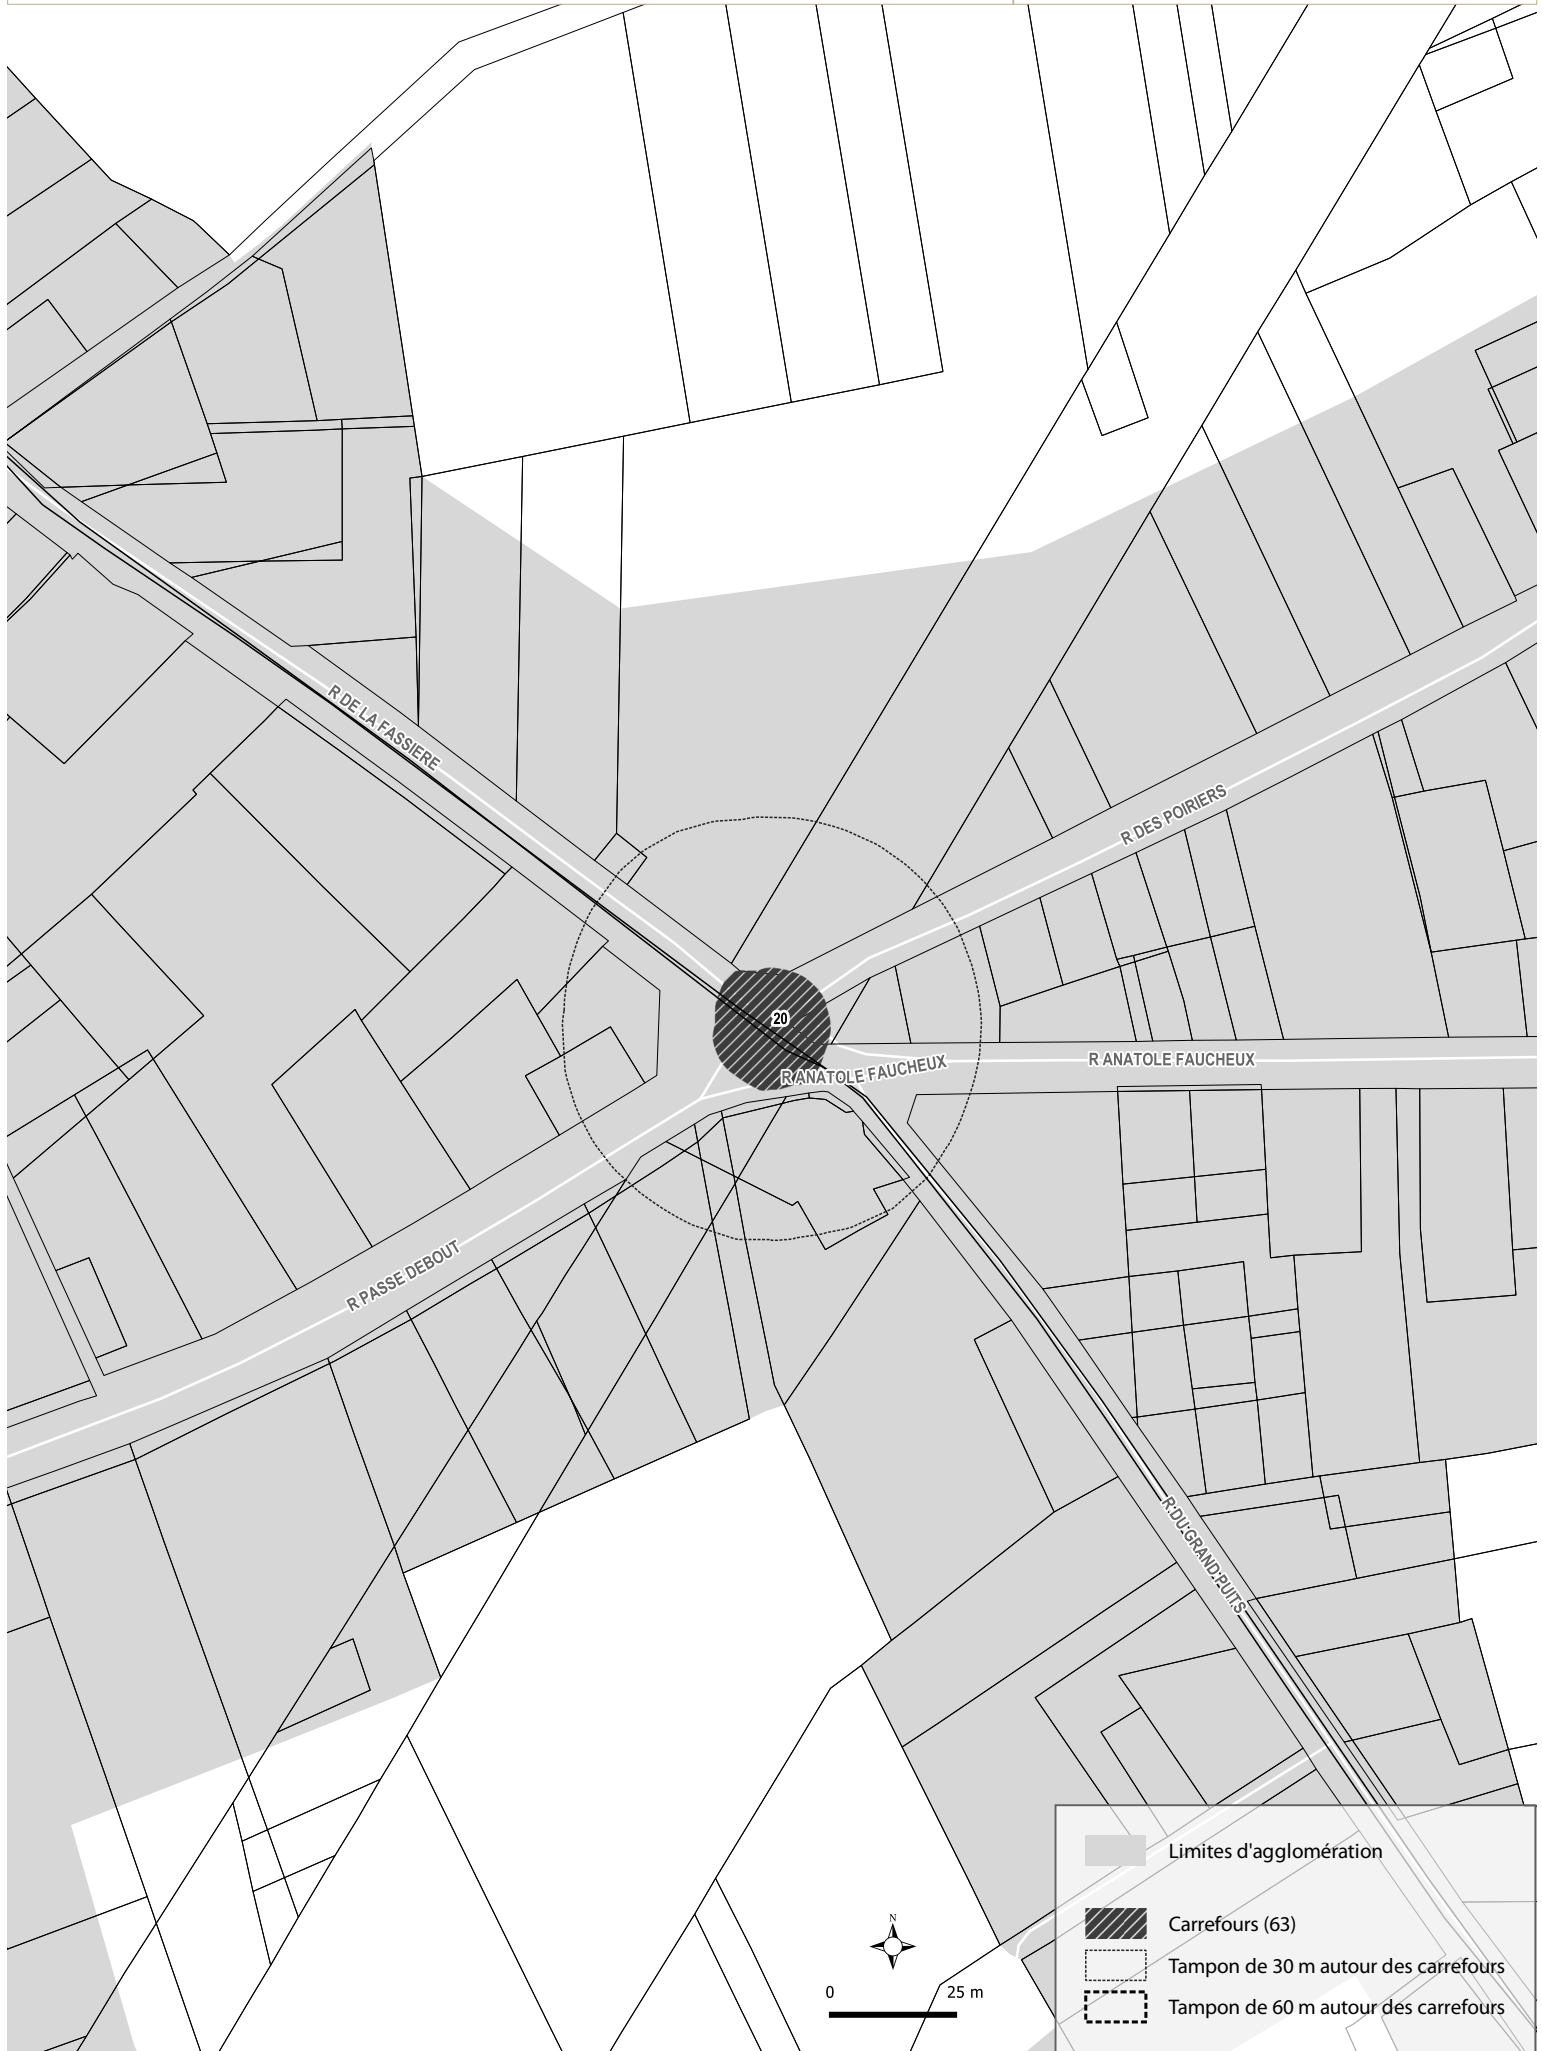 R DE LA FASSIERE
R DES POIRIERS
20
R ANATOLE FAUCHEUX
R ANATOLE FAUCHEUX
R PASSE DEBOUT
R DU GRAND PUITS
Limites d'agglomération
N
Carrefours (63)
Tampon de 30 m autour des carrefours
0 25 m
Tampon de 60 m autour des carrefours